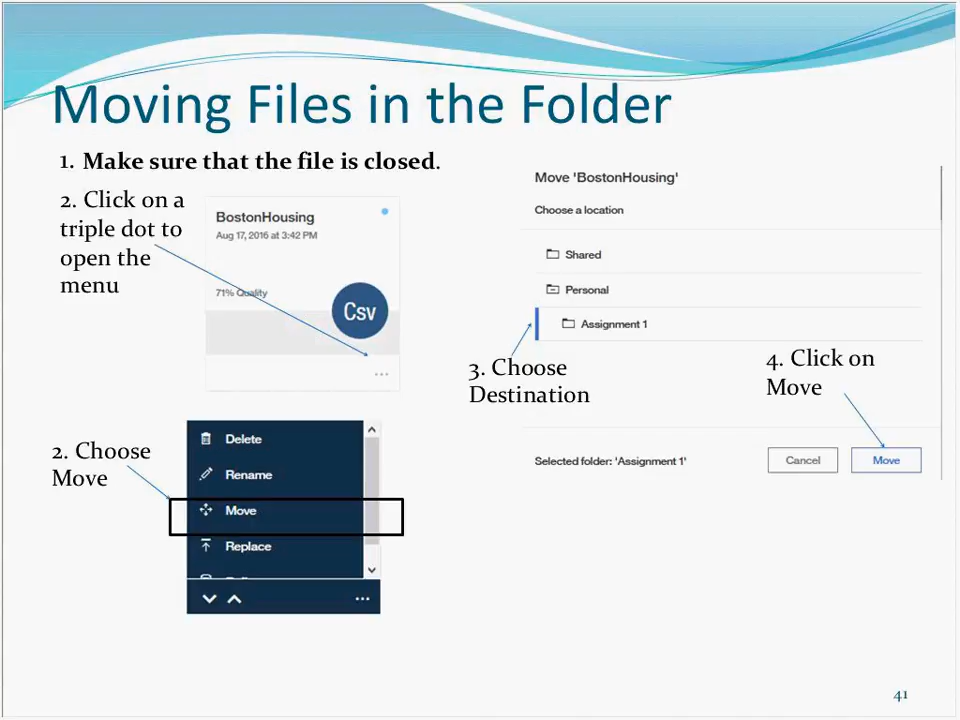 Moving Files in the Folder
1. Make sure that the file is closed.
2. Click on a
triple dot to
open the
menu
BostonHousing
Aug 17, 2016 at 3:42 PM
71% Quality
Csv
...
2. Choose
Move
Delete
Rename
Move
Replace
...
Move 'BostonHousing'
Choose a location
Shared
Personal
Assignment 1
3. Choose
Destination
4. Click on
Move
Selected folder: 'Assignment 1'
Cancel
Move
41